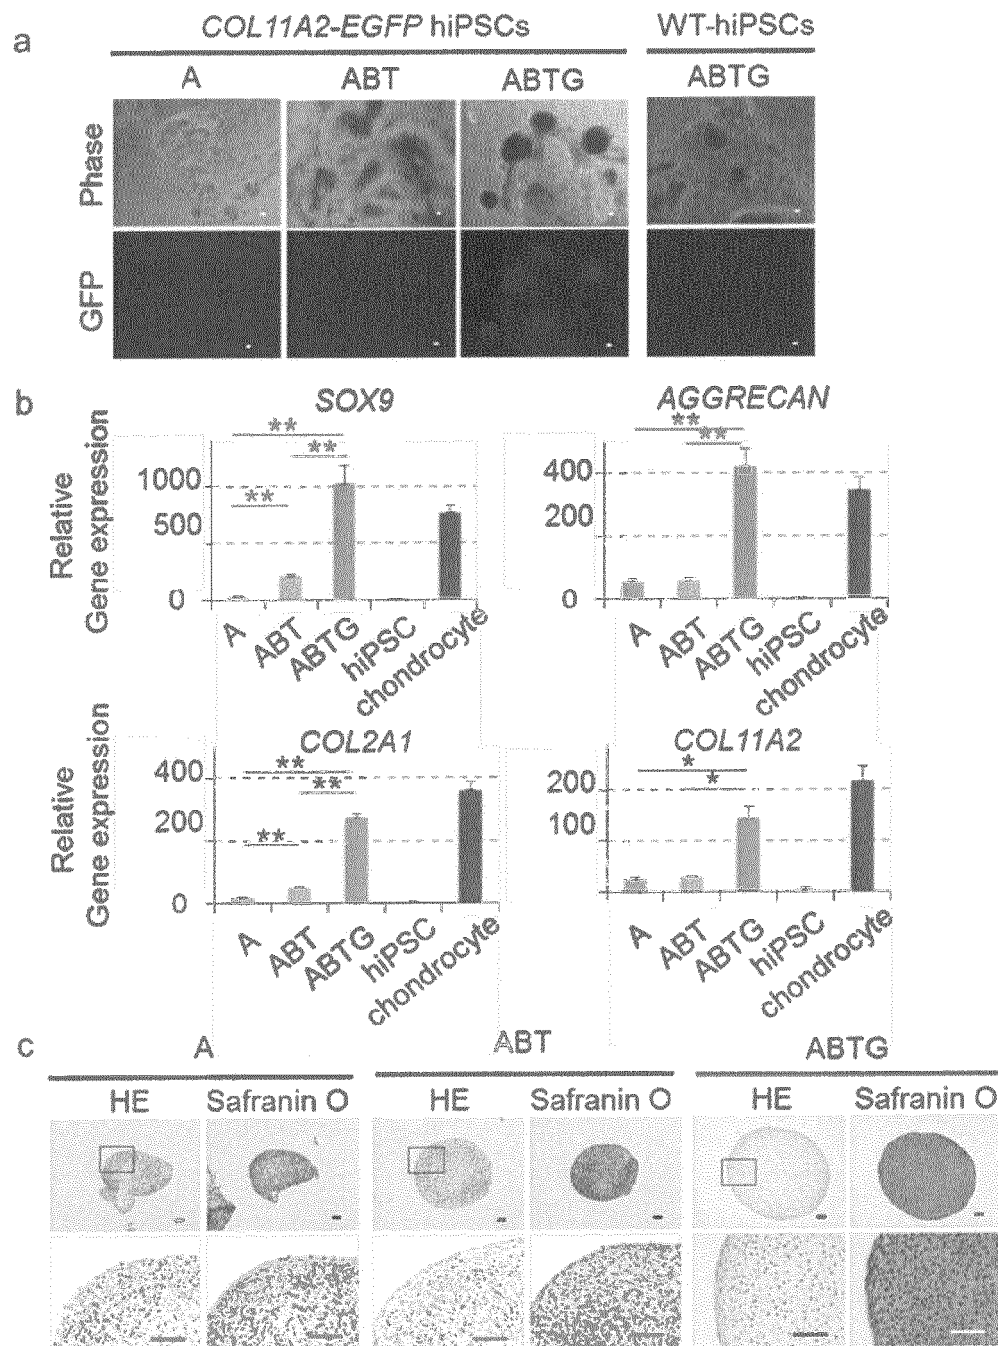 a
COL11A2-EGFP hiPSCs
WT-hiPSCs
A
ABT
ABTG
ABTG
Phase
GFP
b
SOX9
AGGRECAN
Relative
Gene expression
**
**
**
1000
500
0
A
ABT
ABTG
hiPSC
chondrocyte
**
**
400
200
0
A
ABT
ABTG
hiPSC
chondrocyte
COL2A1
COL11A2
Relative
Gene expression
**
**
**
400
200
0
A
ABT
ABTG
hiPSC
chondrocyte
*
*
200
100
0
A
ABT
ABTG
hiPSC
chondrocyte
c
A
ABT
ABTG
HE
Safranin O
HE
Safranin O
HE
Safranin O